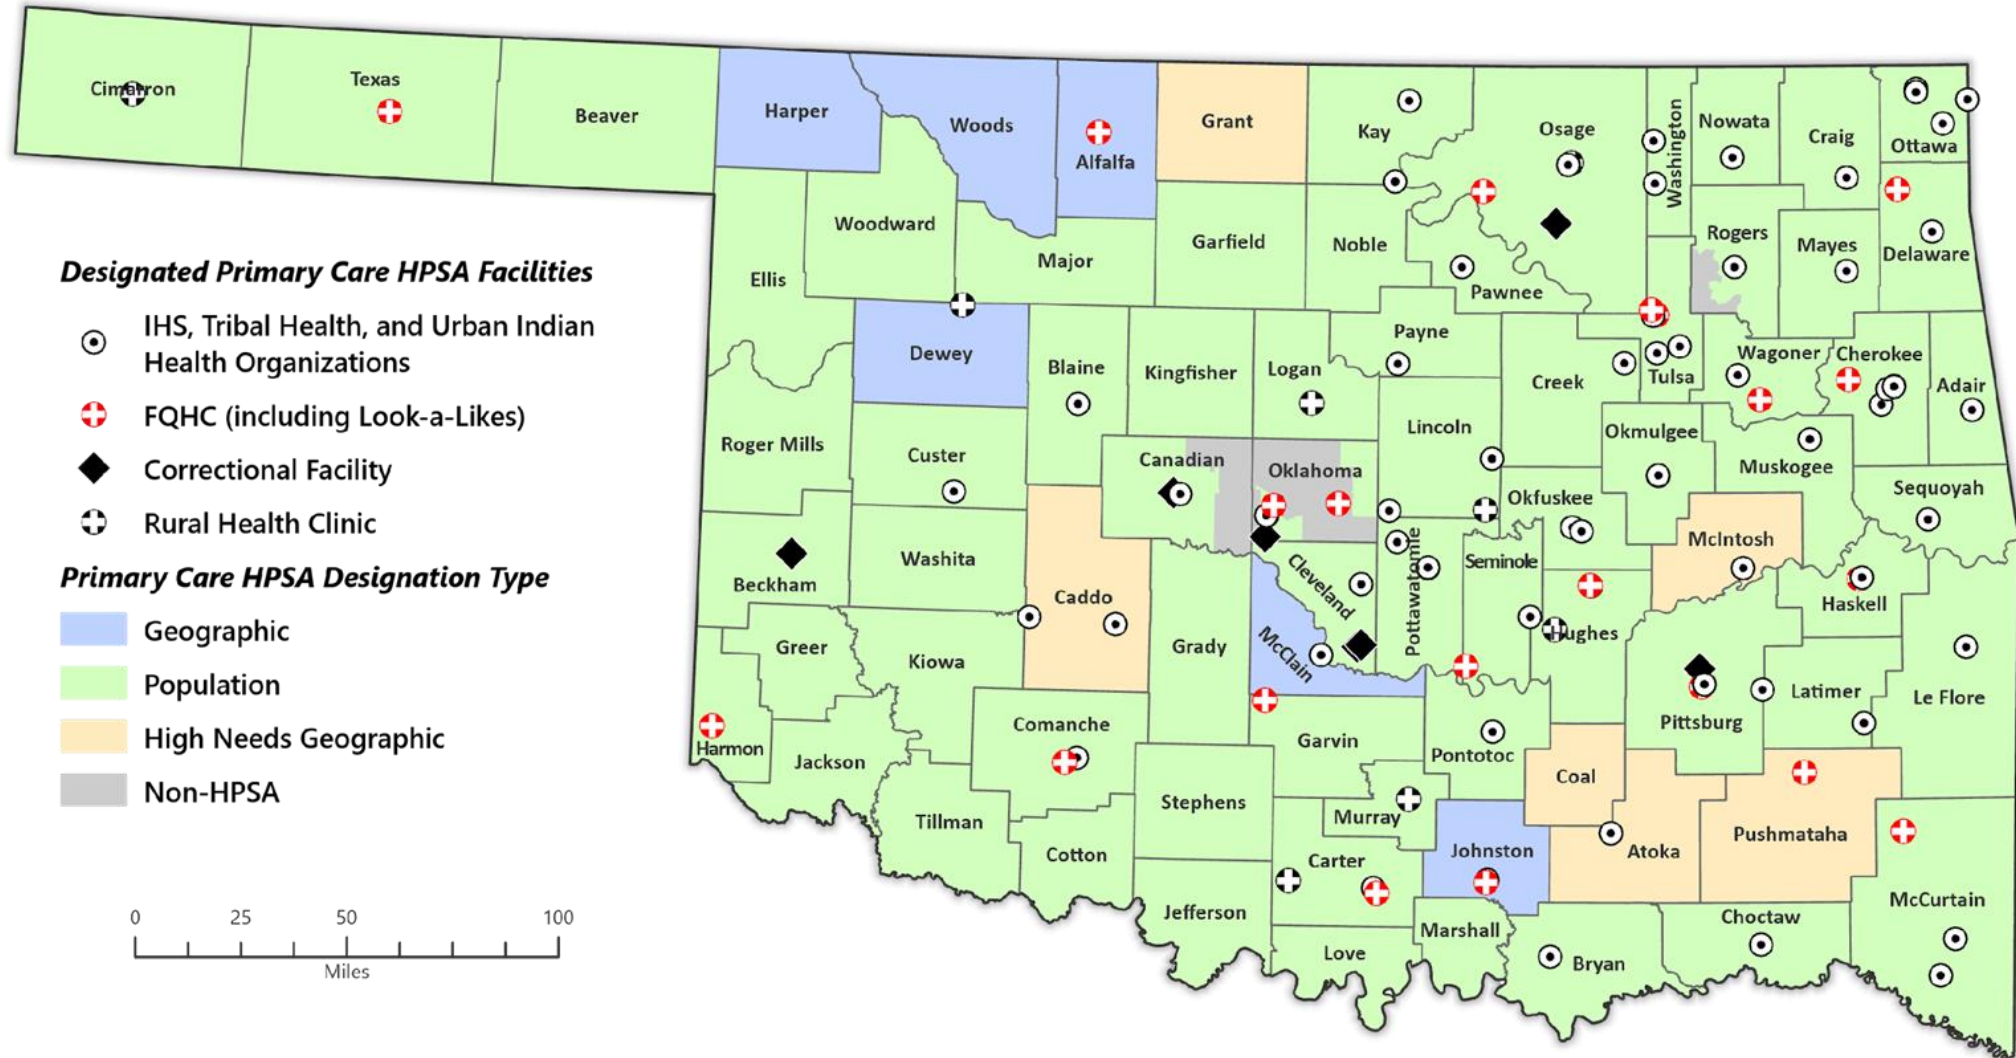 Cimarron
Texas
Beaver
Harper
Woods
Alfalfa
Grant
Kay
Osage
Washington
Nowata
Craig
Ottawa
Ellis
Woodward
Major
Garfield
Noble
Pawnee
Rogers
Mayes
Delaware
Designated Primary Care HPSA Facilities
IHS, Tribal Health, and Urban Indian
Health Organizations
FQHC (including Look-a-Likes)
Correctional Facility
Rural Health Clinic
Primary Care HPSA Designation Type
Geographic
Population
High Needs Geographic
Non-HPSA
0 25 50 100
Miles
Dewey
Blaine
Kingfisher
Logan
Payne
Creek
Tulsa
Wagoner
Cherokee
Adair
Roger Mills
Custer
Canadian
Oklahoma
Lincoln
Okmulgee
Muskogee
Sequoyah
Okfuskee
McIntosh
Beckham
Washita
Caddo
Cleveland
Pottawatomie
Seminole
Hughes
Haskell
Greer
Kiowa
Grady
McClain
Pittsburg
Latimer
Le Flore
Harmon
Jackson
Comanche
Garvin
Pontotoc
Coal
Tillman
Stephens
Murray
Johnston
Atoka
Pushmataha
Cotton
Carter
McCurtain
Jefferson
Love
Marshall
Bryan
Choctaw